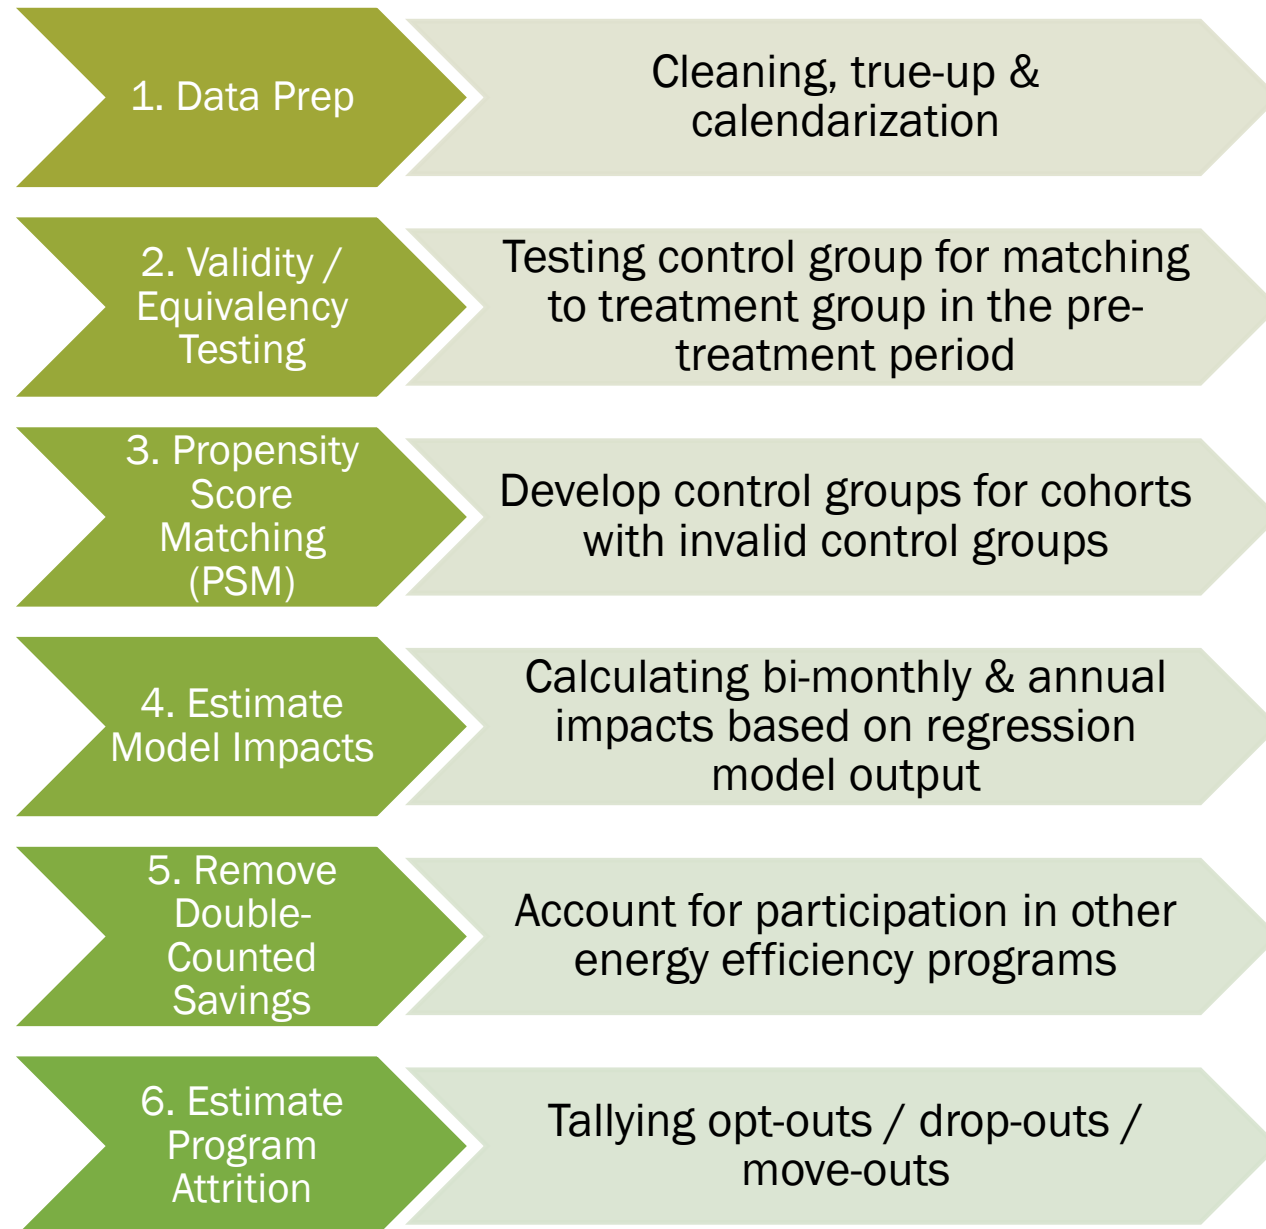 1. Data Prep
Cleaning, true-up &
calendarization
2. Validity /
Equivalency
Testing
Testing control group for matching
to treatment group in the pre-
treatment period
3. Propensity
Score
Matching
(PSM)
Develop control groups for cohorts
with invalid control groups
4. Estimate
Model Impacts
Calculating bi-monthly & annual
impacts based on regression
model output
5. Remove
Double-
Counted
Savings
Account for participation in other
energy efficiency programs
6. Estimate
Program
Attrition
Tallying opt-outs / drop-outs /
move-outs